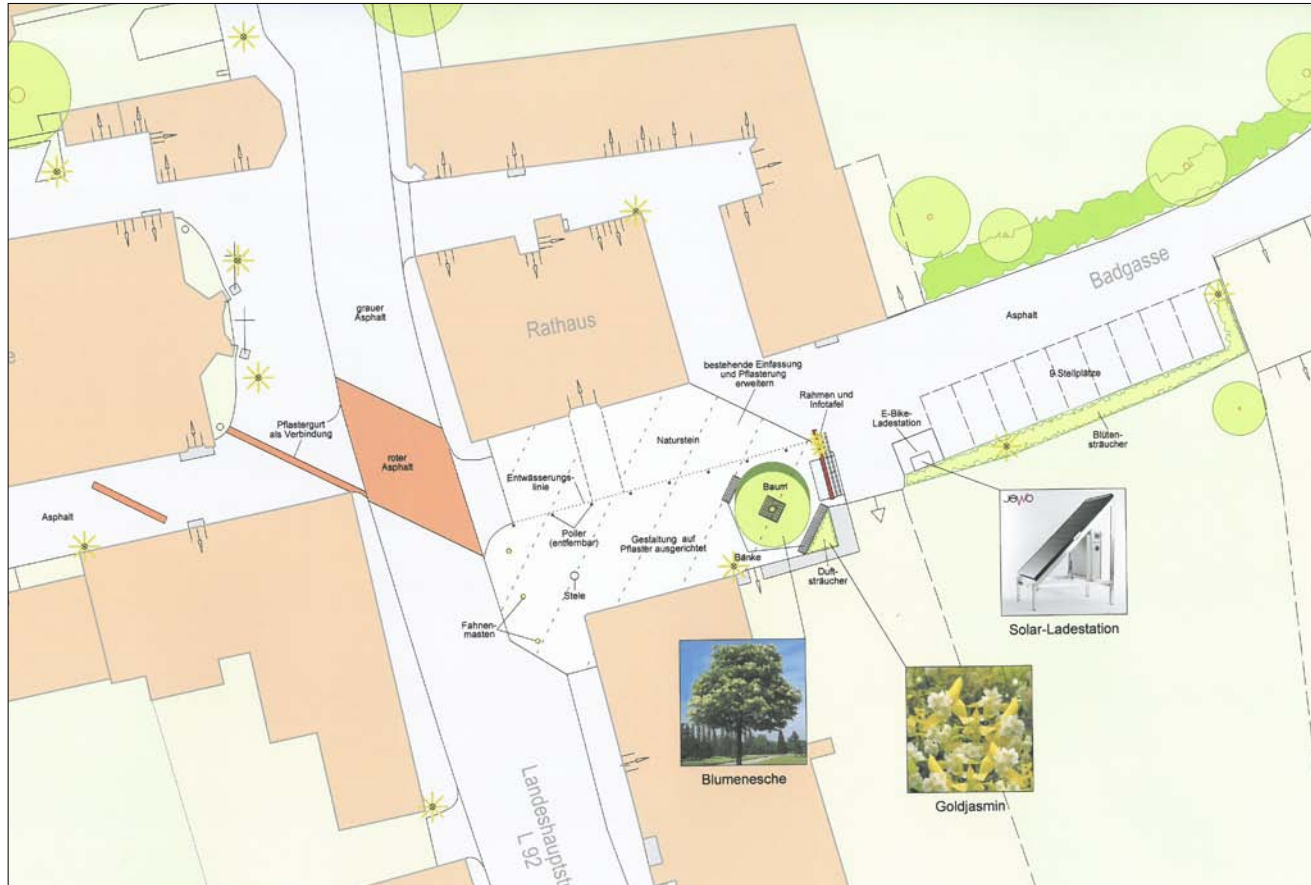 grauer
Asphalt
Rathaus
Badgasse
Asphalt
bestehende Einfassung
und Pflasterung
erweitern
Rahmen und
Infotafel
E-Bike-
Ladestation
9 Stellplätze
Blüten-
sträucher
Pflastergurt
als Verbindung
roter
Asphalt
Naturstein
Entwässerungs-
linie
Baum
Asphalt
Poller
(entfernbar)
Gestaltung auf
Pflaster ausgerichtet
Bänke
Duft-
sträucher
Stele
Fahnen-
masten
e
Solar-Ladestation
Blumenesche
Goldjasmin
Landeshauptst
L 92